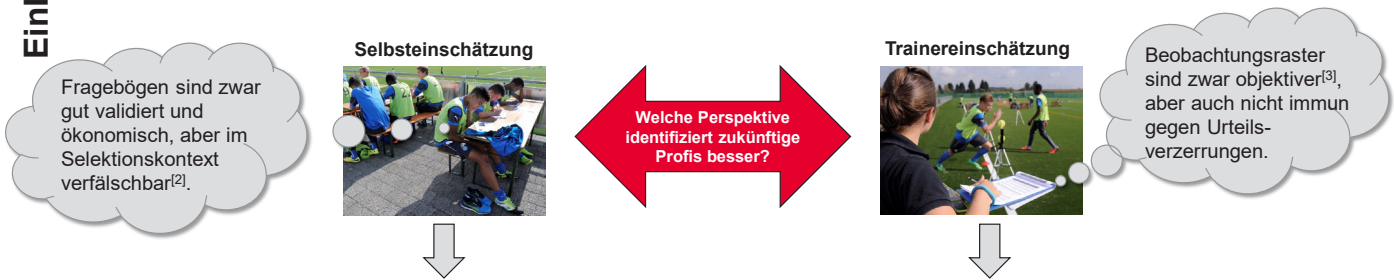 Selbsteinschätzung
Trainereinschätzung
Fragebögen sind zwar
gut validiert und
ökonomisch, aber im
Selektionskontext
verfälschbar[2].
Welche Perspektive
identifiziert zukünftige
Profis besser?
Beobachtungsraster
sind zwar objektiver[3],
aber auch nicht immun
gegen Urteils-
verzerrungen.